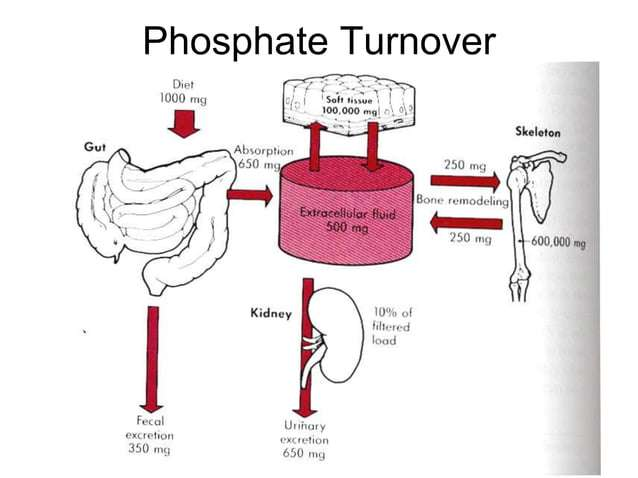 Phosphate Turnover
Diet
1000 mg
Soft tissue
100,000 mg
Skeleton
Gut
Absorption
650 mg
250 mg
Extracellular fluid
500 mg
Bone remodeling
250 mg
600,000 mg
Kidney
10% of
filtered
load
Fecal
excretion
350 mg
Urinary
excretion
650 mg